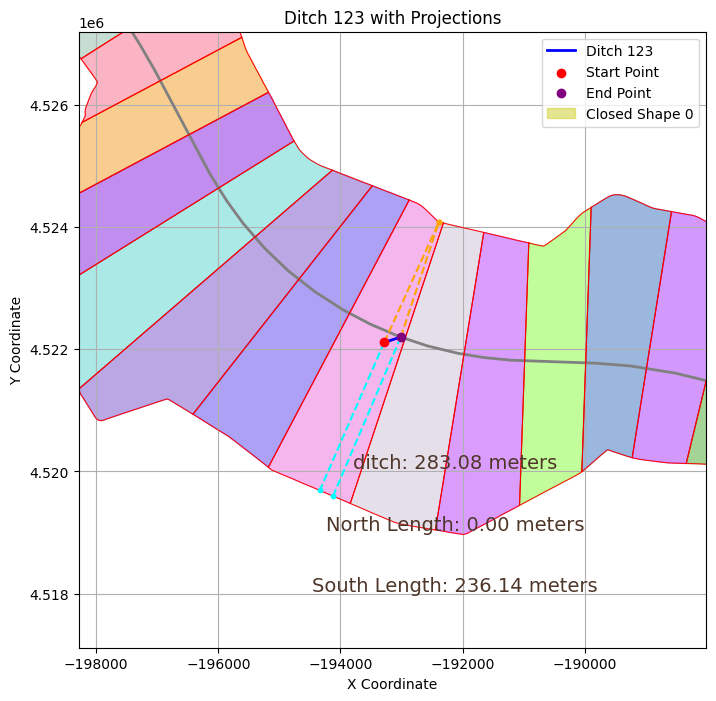 Ditch 123 with Projections
1e6
Ditch 123
Start Point
End Point
Closed Shape 0
4.526
4.524
4.522
4.520
4.518
Y Coordinate
ditch: 283.08 meters
North Length: 0.00 meters
South Length: 236.14 meters
−198000 −196000 −194000 −192000 −190000
X Coordinate